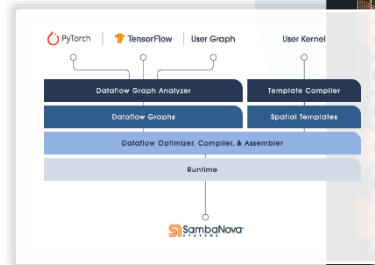 PyTorch
TensorFlow
User Graph
User Kernel
Dataflow Graph Analyzer
Template Compiler
Dataflow Graphs
Spatial Templates
Dataflow Optimizer, Compiler, & Assembler
Runtime
SambaNova
SYSTEMS